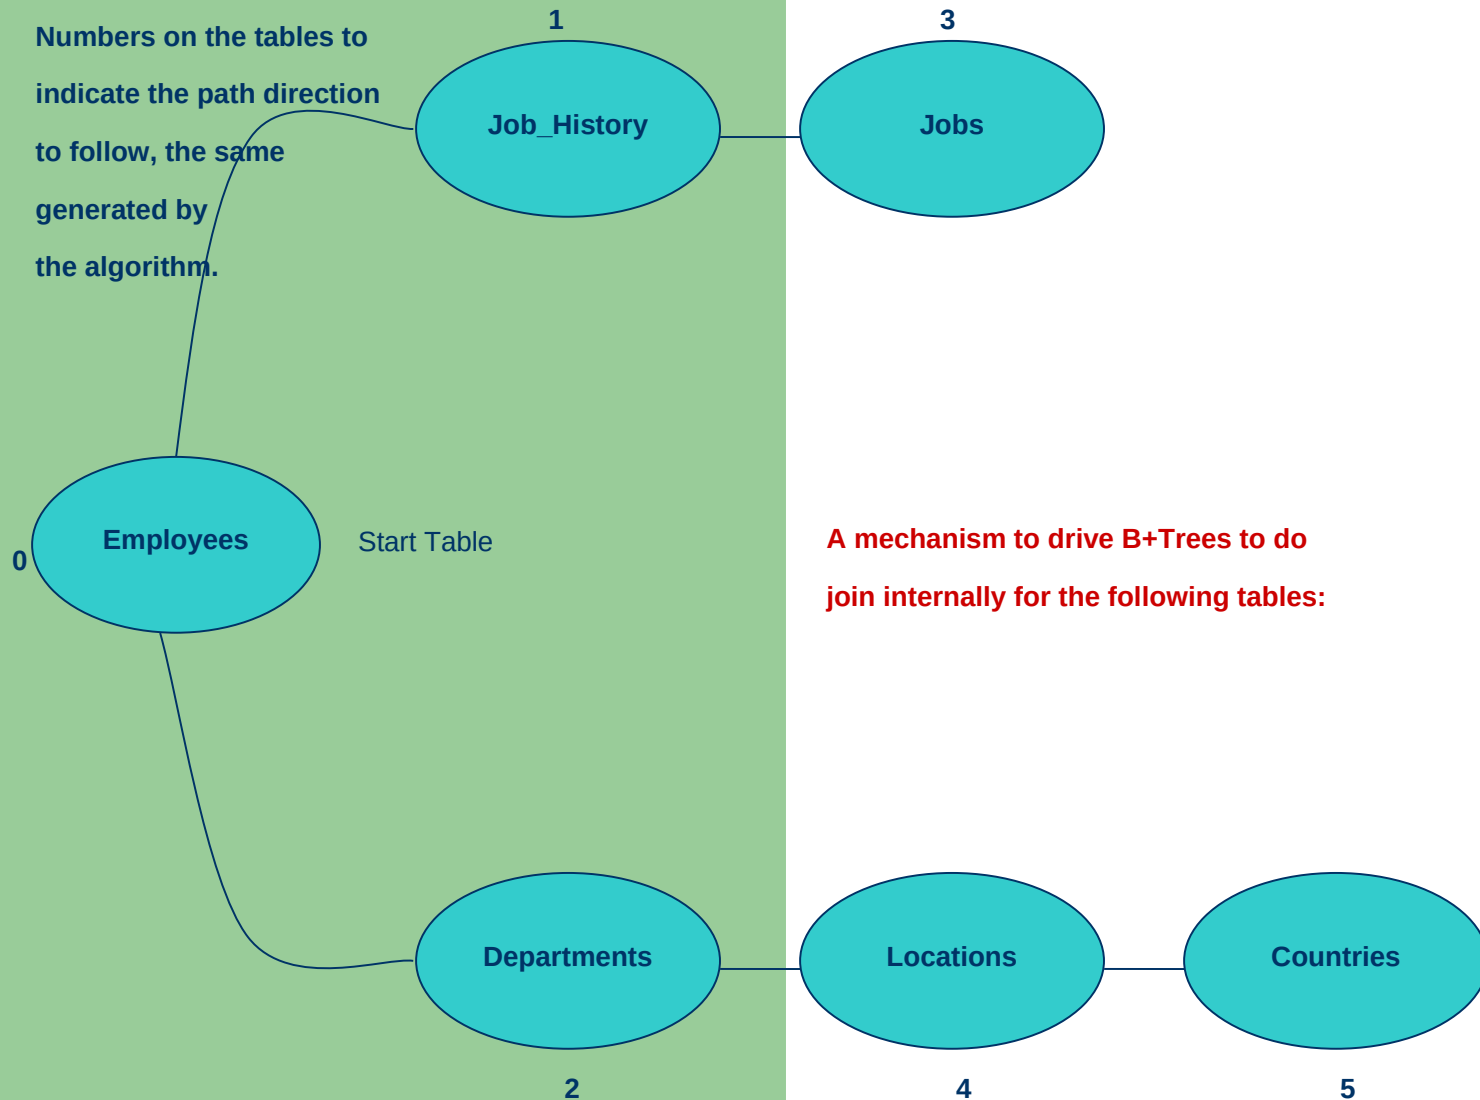 Numbers on the tables to
indicate the path direction
to follow, the same
generated by
the algorithm.
1
Job_History
3
Jobs
0
Employees
Start Table
A mechanism to drive B+Trees to do
join internally for the following tables:
Departments
2
Locations
4
Countries
5